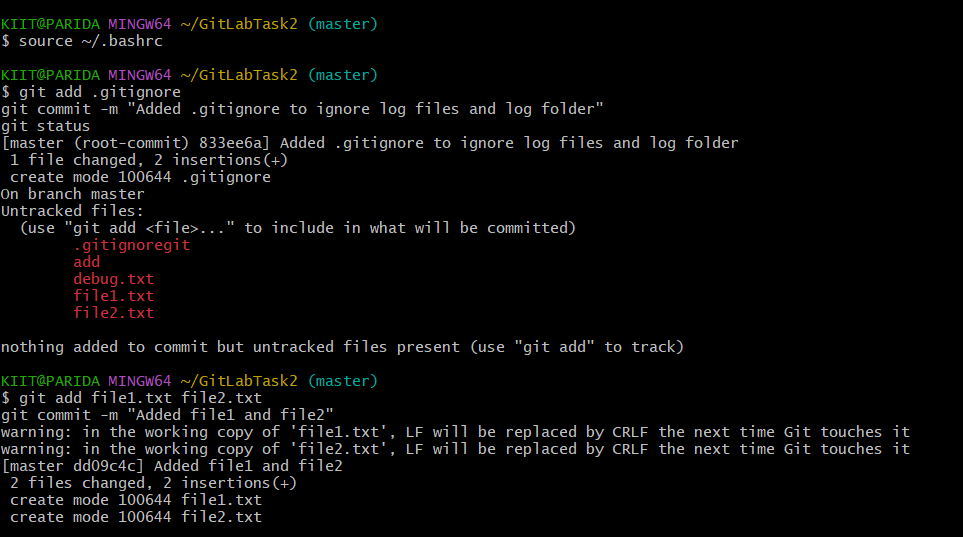 KIIT@PARIDA MINGW64 ~/GitLabTask2 (master)
$ source ~/.bashrc
KIIT@PARIDA MINGW64 ~/GitLabTask2 (master)
$ git add .gitignore
git commit -m "Added .gitignore to ignore log files and log folder"
git status
[master (root-commit) 833ee6a] Added .gitignore to ignore log files and log folder
 1 file changed, 2 insertions(+)
 create mode 100644 .gitignore
On branch master
Untracked files:
  (use "git add <file>..." to include in what will be committed)
        .gitignoregit
        add
        debug.txt
        file1.txt
        file2.txt
nothing added to commit but untracked files present (use "git add" to track)
KIIT@PARIDA MINGW64 ~/GitLabTask2 (master)
$ git add file1.txt file2.txt
git commit -m "Added file1 and file2"
warning: in the working copy of 'file1.txt', LF will be replaced by CRLF the next time Git touches it
warning: in the working copy of 'file2.txt', LF will be replaced by CRLF the next time Git touches it
[master dd09c4c] Added file1 and file2
 2 files changed, 2 insertions(+)
 create mode 100644 file1.txt
 create mode 100644 file2.txt